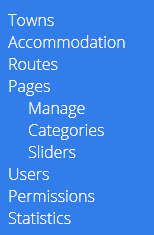 Towns
Accommodation
Routes
Pages
Manage
Categories
Sliders
Users
Permissions
Statistics